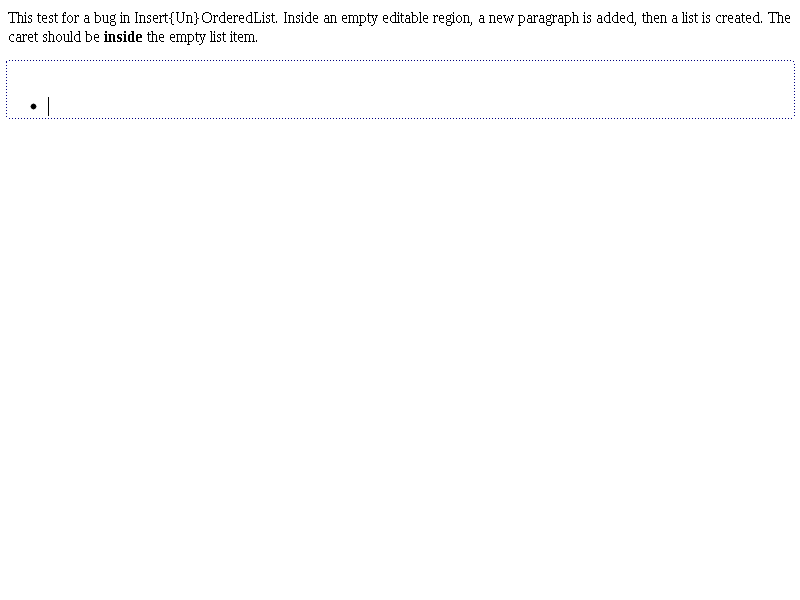 This test for a bug in Insert{Un}OrderedList. Inside an empty editable region, a new paragraph is added, then a list is created. The
caret should be inside the empty list item.